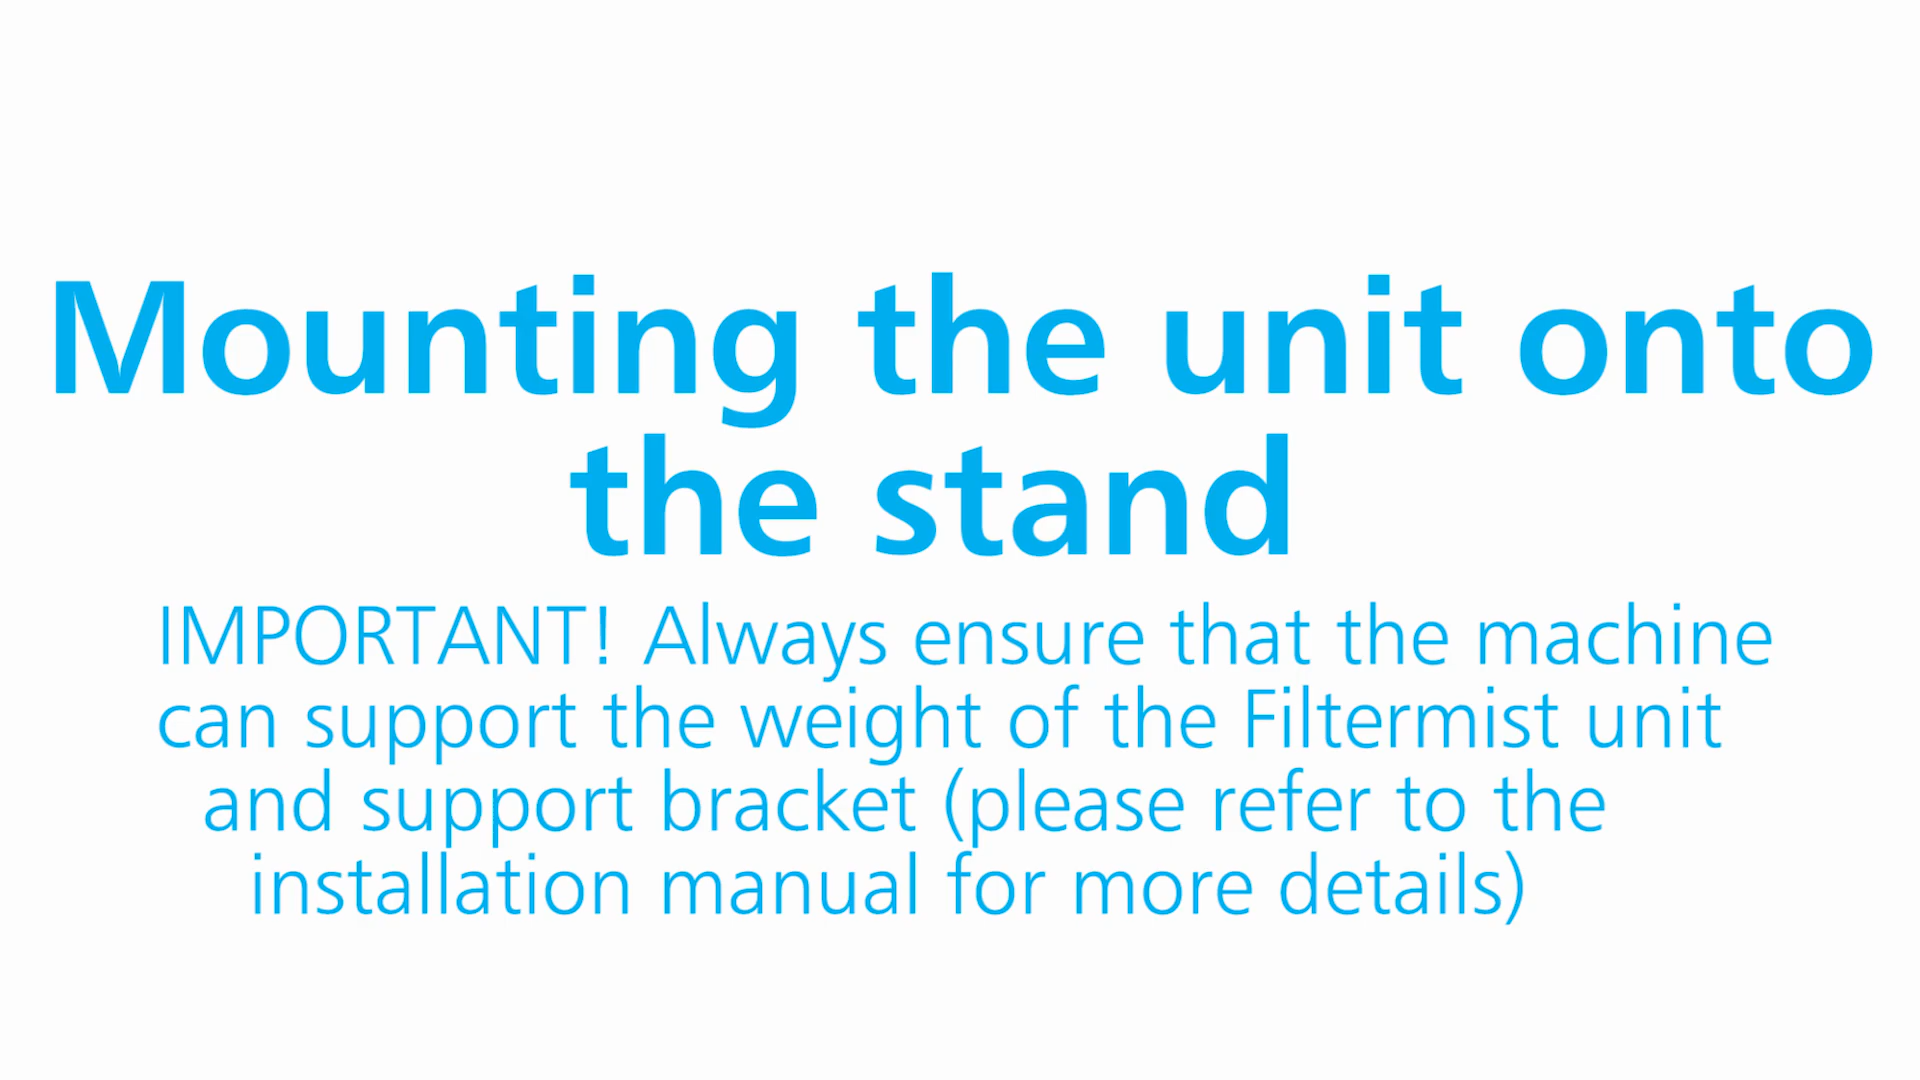 Mounting the unit onto
the stand
IMPORTANT! Always ensure that the machine
can support the weight of the Filtermist unit
and support bracket (please refer to the
installation manual for more details)